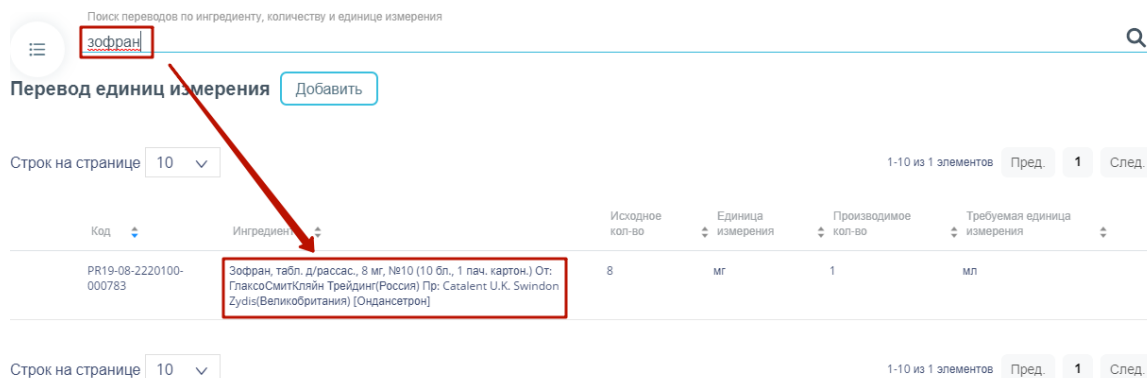 Поиск переводов по ингредиенту, количеству и единице измерения
зофран
Перевод единиц измерения Добавить
Строк на странице 10 1-10 из 1 элементов Пред. 1 След.
Код Ингредиент Исходное кол-во Единица измерения Производимое кол-во Требуемая единица измерения
PR19-08-2220100-000783 Зофран, табл. д/рассас., 8 мг, №10 (10 бл., 1 пач. картон.) От: 8 мг 1 мл
ГлаксоСмитКляйн Трейдинг(Россия) Пр: Catalent U.K. Swindon
Zydis(Великобритания) [Ондансетрон]
Строк на странице 10 1-10 из 1 элементов Пред. 1 След.